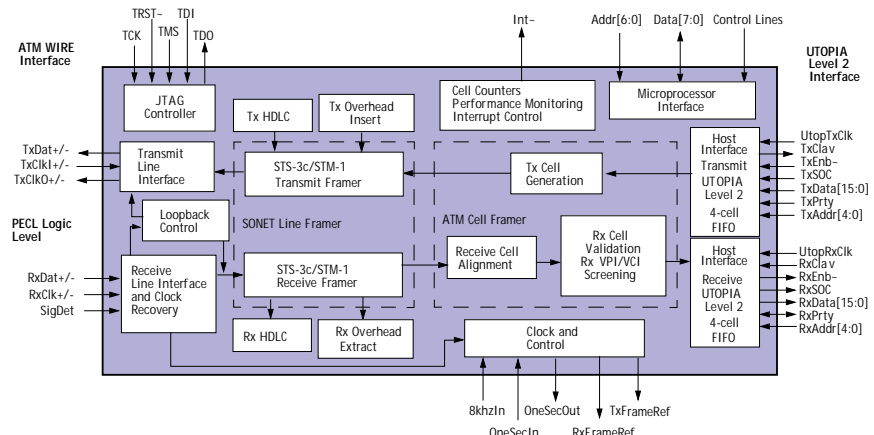 TRST~
TDI
Int~
Addr[6:0]
Data[7:0]
Control Lines
TCK
TMS
TDO
ATM WIRE
Interface
UTOPIA
Level 2
Interface
JTAG
Controller
Tx HDLC
Tx Overhead
Insert
Cell Counters
Performance Monitoring
Interrupt Control
Microprocessor
Interface
TxDat+/-
TxClkI+/-
TxClkO+/-
Transmit
Line
Interface
STS-3c/STM-1
Transmit Framer
Tx Cell
Generation
Host
Interface
Transmit
UTOPIA
Level 2
4-cell
FIFO
UtopTxClk
TxClav
TxEnb~
TxSOC
TxData[15:0]
TxPrty
TxAddr[4:0]
PECL Logic
Level
Loopback
Control
SONET Line Framer
ATM Cell Framer
RxDat+/-
RxClk+/-
SigDet
Receive
Line Interface
and Clock
Recovery
STS-3c/STM-1
Receive Framer
Receive Cell
Alignment
Rx Cell
Validation
Rx VPI/VCI
Screening
Host
Interface
Receive
UTOPIA
Level 2
4-cell
FIFO
UtopRxClk
RxClav
RxEnb~
RxSOC
RxData[15:0]
RxPrty
RxAddr[4:0]
Rx HDLC
Rx Overhead
Extract
Clock and
Control
8khzIn
OneSecOut
TxFrameRef
OneSecIn
RxFrameRef